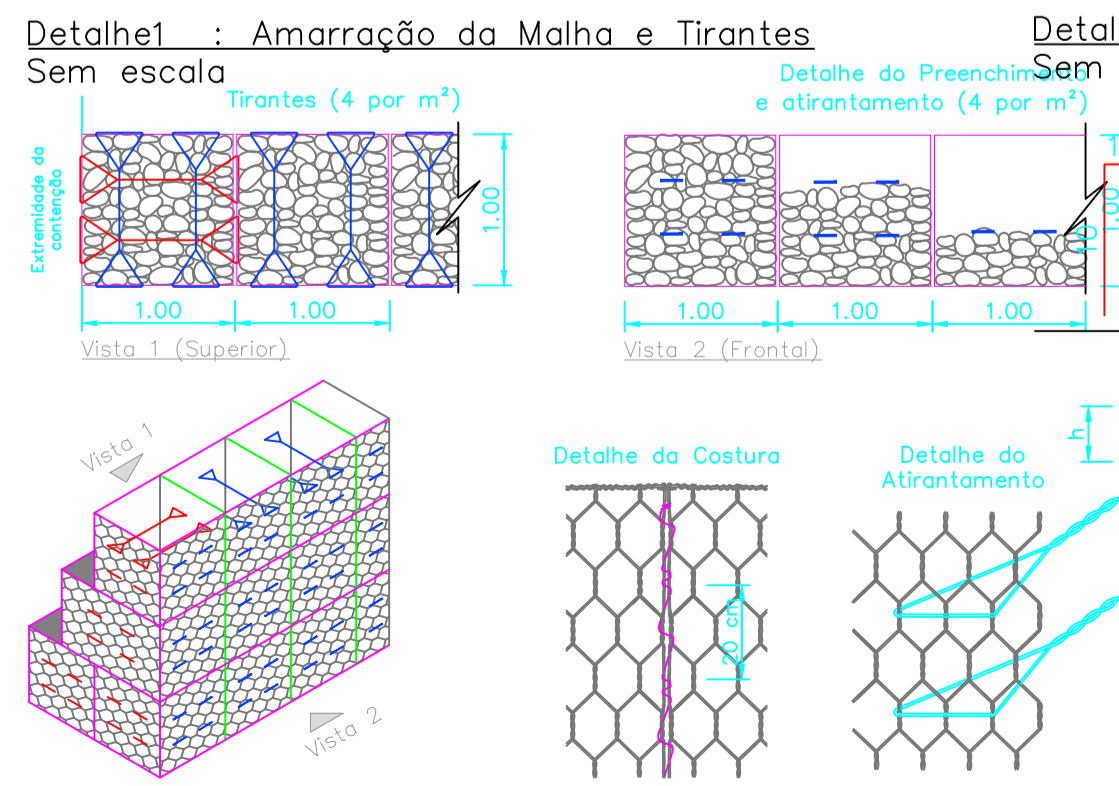 Detalhe1 : Amarração da Malha e Tirantes
Sem escala
Detal
Sem
Tirantes (4 por m²)
Detalhe do Preenchimento
e atirantamento (4 por m²)
Extremidade da
contenção
1.00
1.00
1.00
Vista 1 (Superior)
1.00
1.00
1.00
Vista 2 (Frontal)
Vista 1
Vista 2
Detalhe da Costura
20 cm
Detalhe do
Atirantamento
h